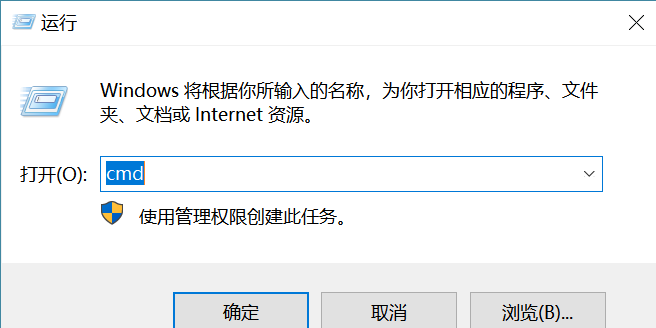 运行
Windows 将根据你所输入的名称，为你打开相应的程序、文件
夹、文档或 Internet 资源。
打开(O): cmd
使用管理权限创建此任务。
确定 取消 浏览(B)...